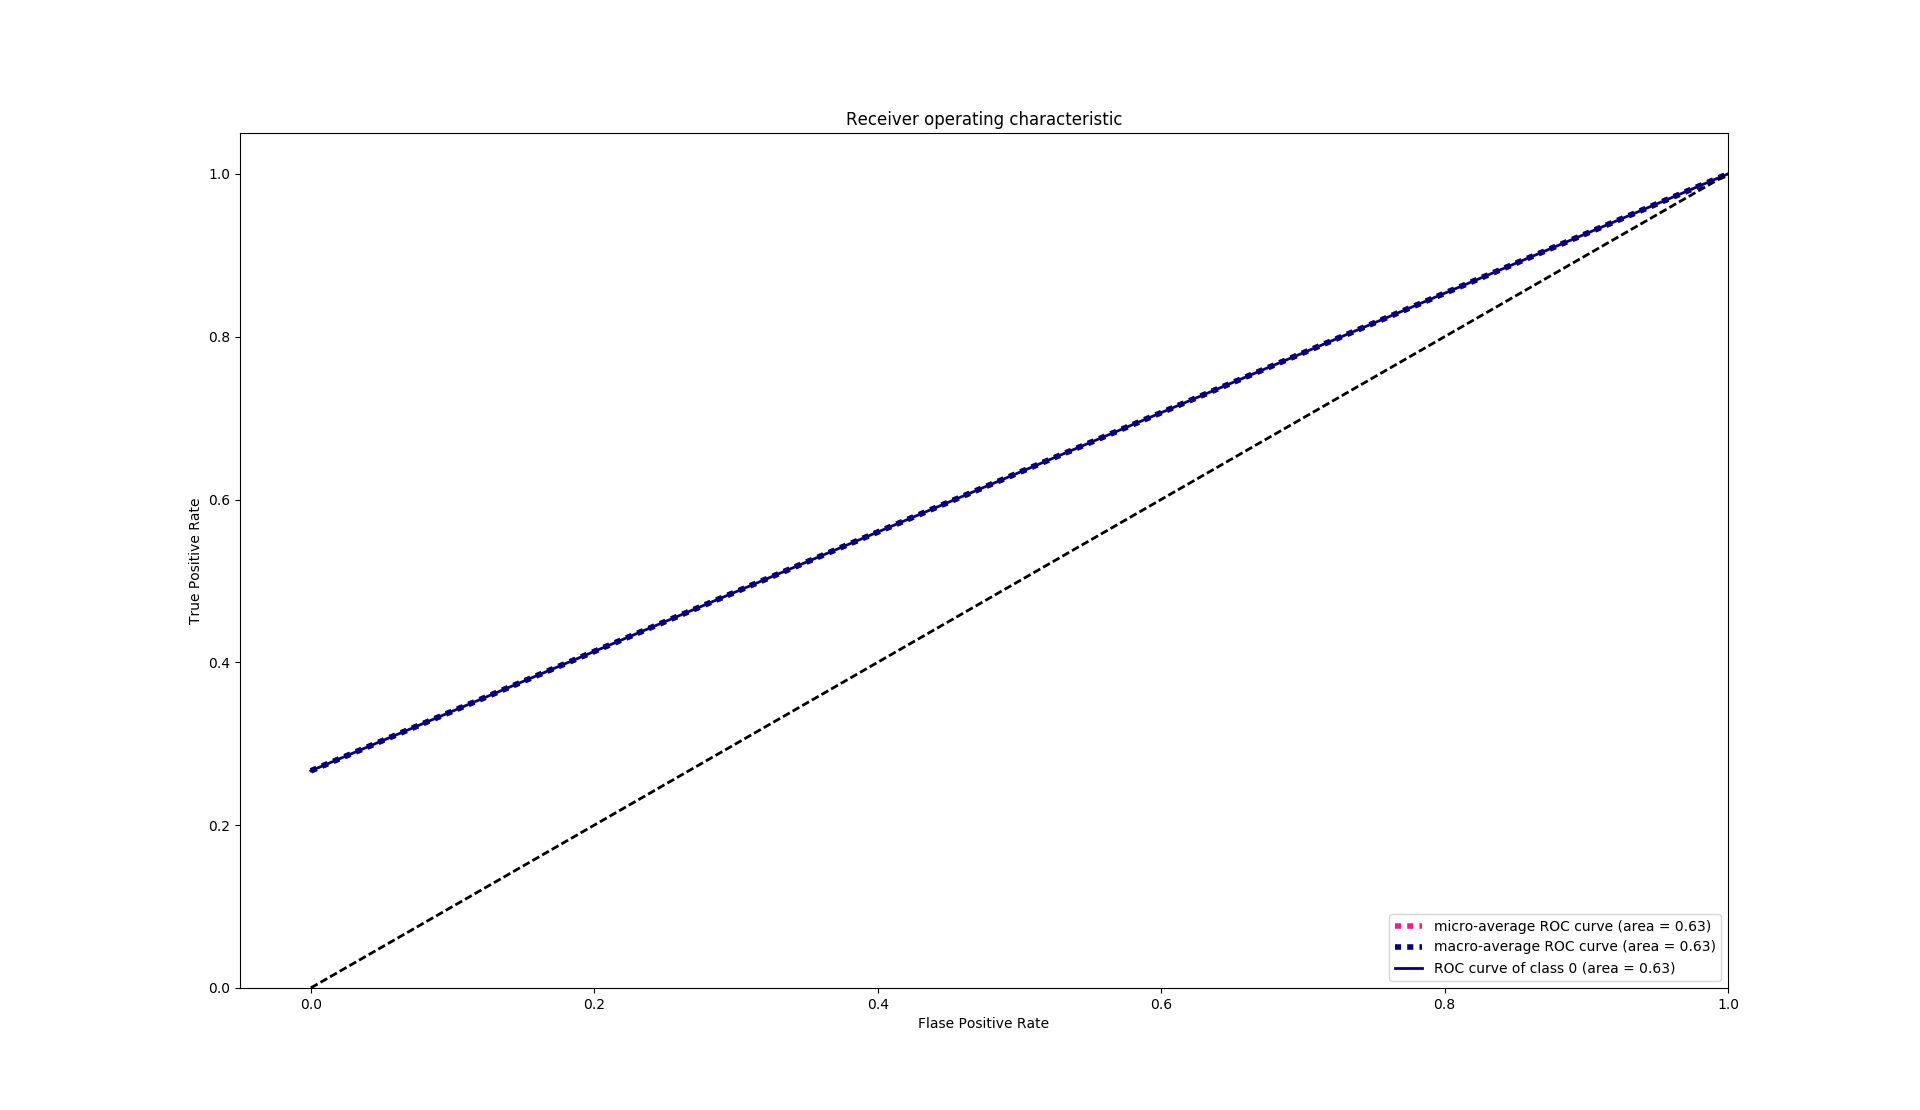 Receiver operating characteristic
1.0
0.8
0.6
0.4
0.2
0.0
True Positive Rate
0.0 0.2 0.4 0.6 0.8 1.0
Flase Positive Rate
micro-average ROC curve (area = 0.63)
macro-average ROC curve (area = 0.63)
ROC curve of class 0 (area = 0.63)